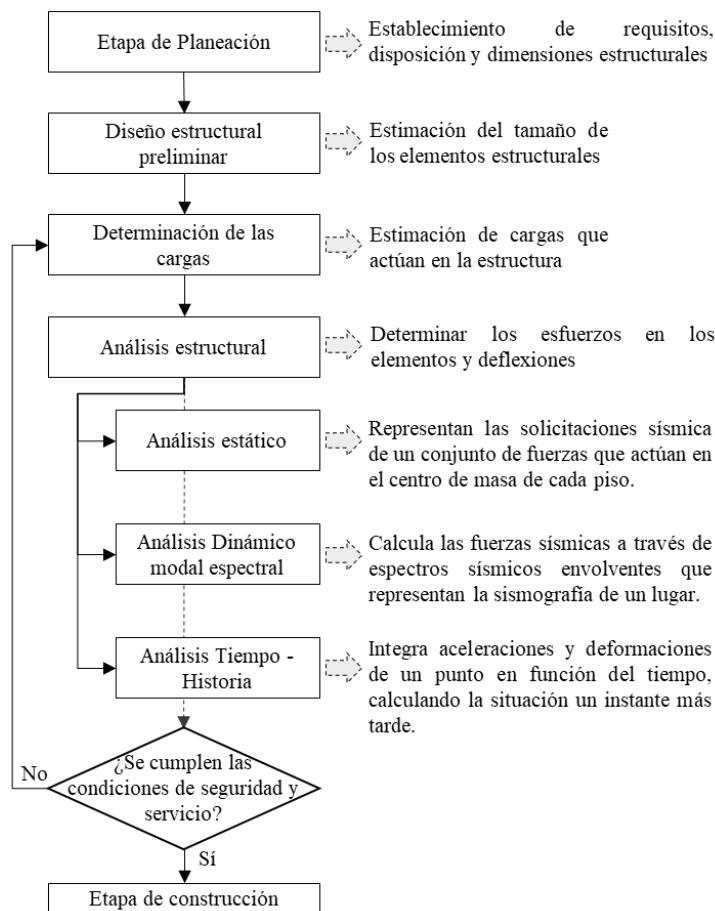 Etapa de Planeación
Establecimiento de requisitos,
disposición y dimensiones estructurales
Diseño estructural
preliminar
Estimación del tamaño de
los elementos estructurales
Determinación de las
cargas
Estimación de cargas que
actúan en la estructura
Análisis estructural
Determinar los esfuerzos en los
elementos y deflexiones
Análisis estático
Representan las solicitaciones sísmica
de un conjunto de fuerzas que actúan en
el centro de masa de cada piso.
Análisis Dinámico
modal espectral
Calcula las fuerzas sísmicas a través de
espectros sísmicos envolventes que
representan la sismografía de un lugar.
Análisis Tiempo -
Historia
Integra aceleraciones y deformaciones
de un punto en función del tiempo,
calculando la situación un instante más
tarde.
¿Se cumplen las
condiciones de seguridad y
servicio?
No
Sí
Etapa de construcción